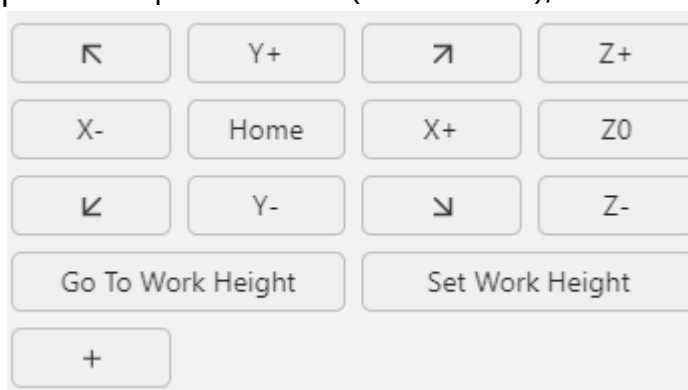 ↖ Y+ ↗ Z+
X- Home X+ Z0
↙ Y- ↘ Z-
Go To Work Height Set Work Height
+